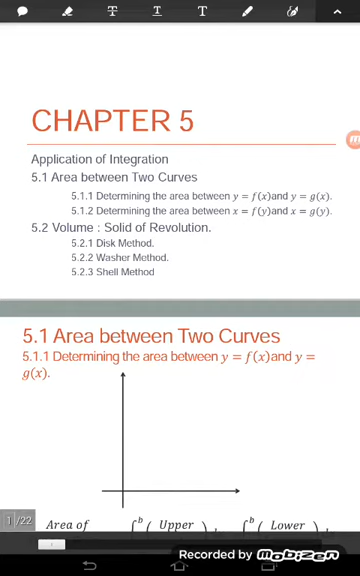 T T T
CHAPTER 5
Application of Integration
5.1 Area between Two Curves
5.1.1 Determining the area between y = f(x)and y = g(x).
5.1.2 Determining the area between x = f(y)and x = g(y).
5.2 Volume : Solid of Revolution.
5.2.1 Disk Method.
5.2.2 Washer Method.
5.2.3 Shell Method
5.1 Area between Two Curves
5.1.1 Determining the area between y = f(x)and y =
g(x).
1 /22
Area of ∫ b ( Upper ) ∫ b ( Lower )
Recorded by mobizen